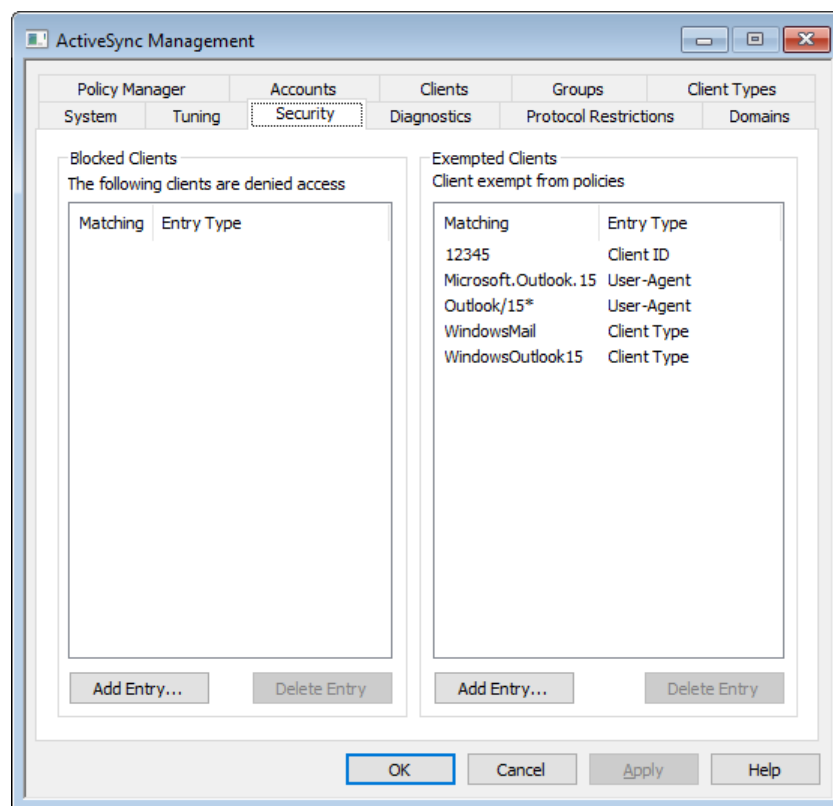 ActiveSync Management
Policy Manager Accounts Clients Groups Client Types
System Tuning Security Diagnostics Protocol Restrictions Domains
Blocked Clients
The following clients are denied access
Matching Entry Type
Add Entry... Delete Entry
Exempted Clients
Client exempt from policies
Matching Entry Type
12345 Client ID
Microsoft.Outlook.15 User-Agent
Outlook/15* User-Agent
WindowsMail Client Type
WindowsOutlook15 Client Type
Add Entry... Delete Entry
OK Cancel Apply Help